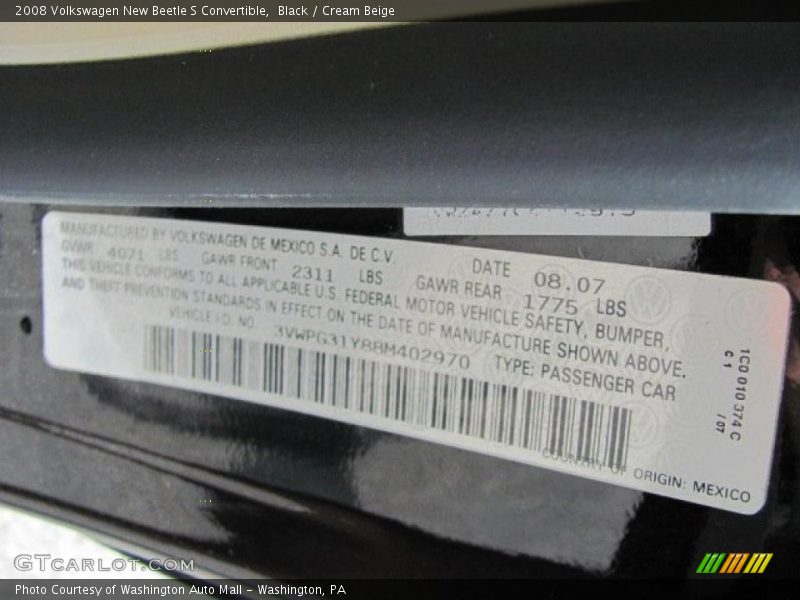 2008 Volkswagen New Beetle S Convertible,  Black / Cream Beige
MANUFACTURED BY VOLKSWAGEN DE MEXICO S.A. DE C.V. DATE 08.07
GVWR 4071 LBS GAWR FRONT 2311 LBS GAWR REAR 1775 LBS
THIS VEHICLE CONFORMS TO ALL APPLICABLE U.S. FEDERAL MOTOR VEHICLE SAFETY, BUMPER,
AND THEFT PREVENTION STANDARDS IN EFFECT ON THE DATE OF MANUFACTURE SHOWN ABOVE.
VEHICLE I.D. NO. 3VWPG31Y88M402970 TYPE: PASSENGER CAR
1C0 010 374 C
C1 /07
COUNTRY OF ORIGIN: MEXICO
GTCARLOT.COM
Photo Courtesy of Washington Auto Mall - Washington, PA